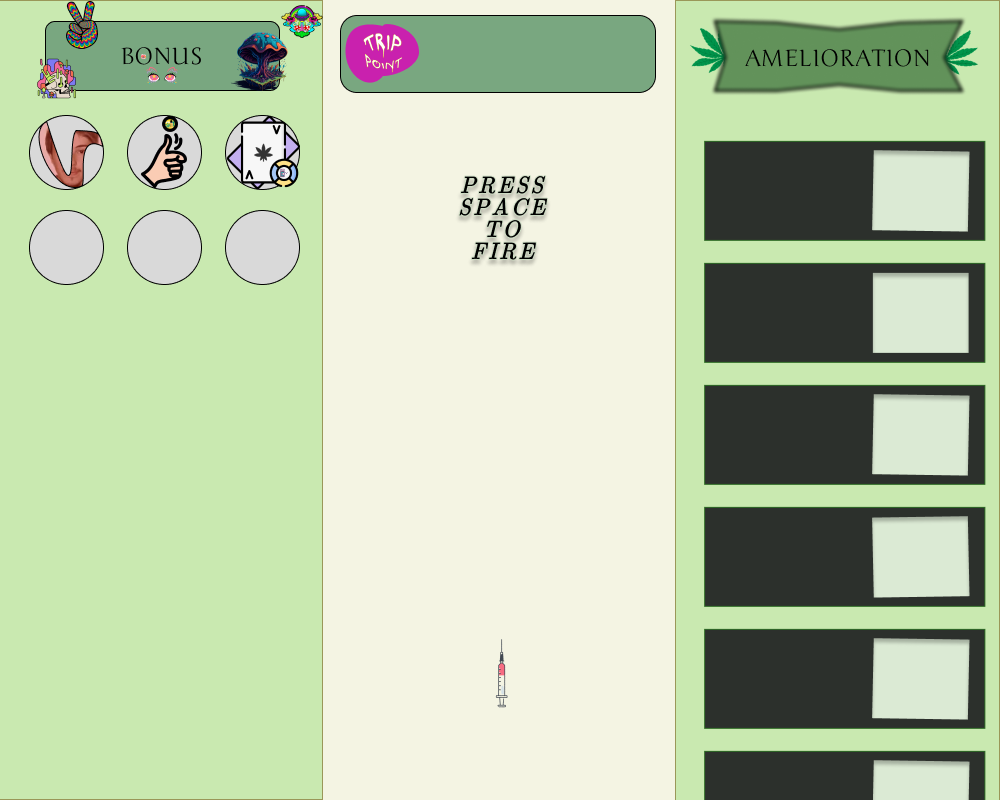 BONUS
TRIP
POINT
AMELIORATION
V
V
PRESS
SPACE
TO
FIRE